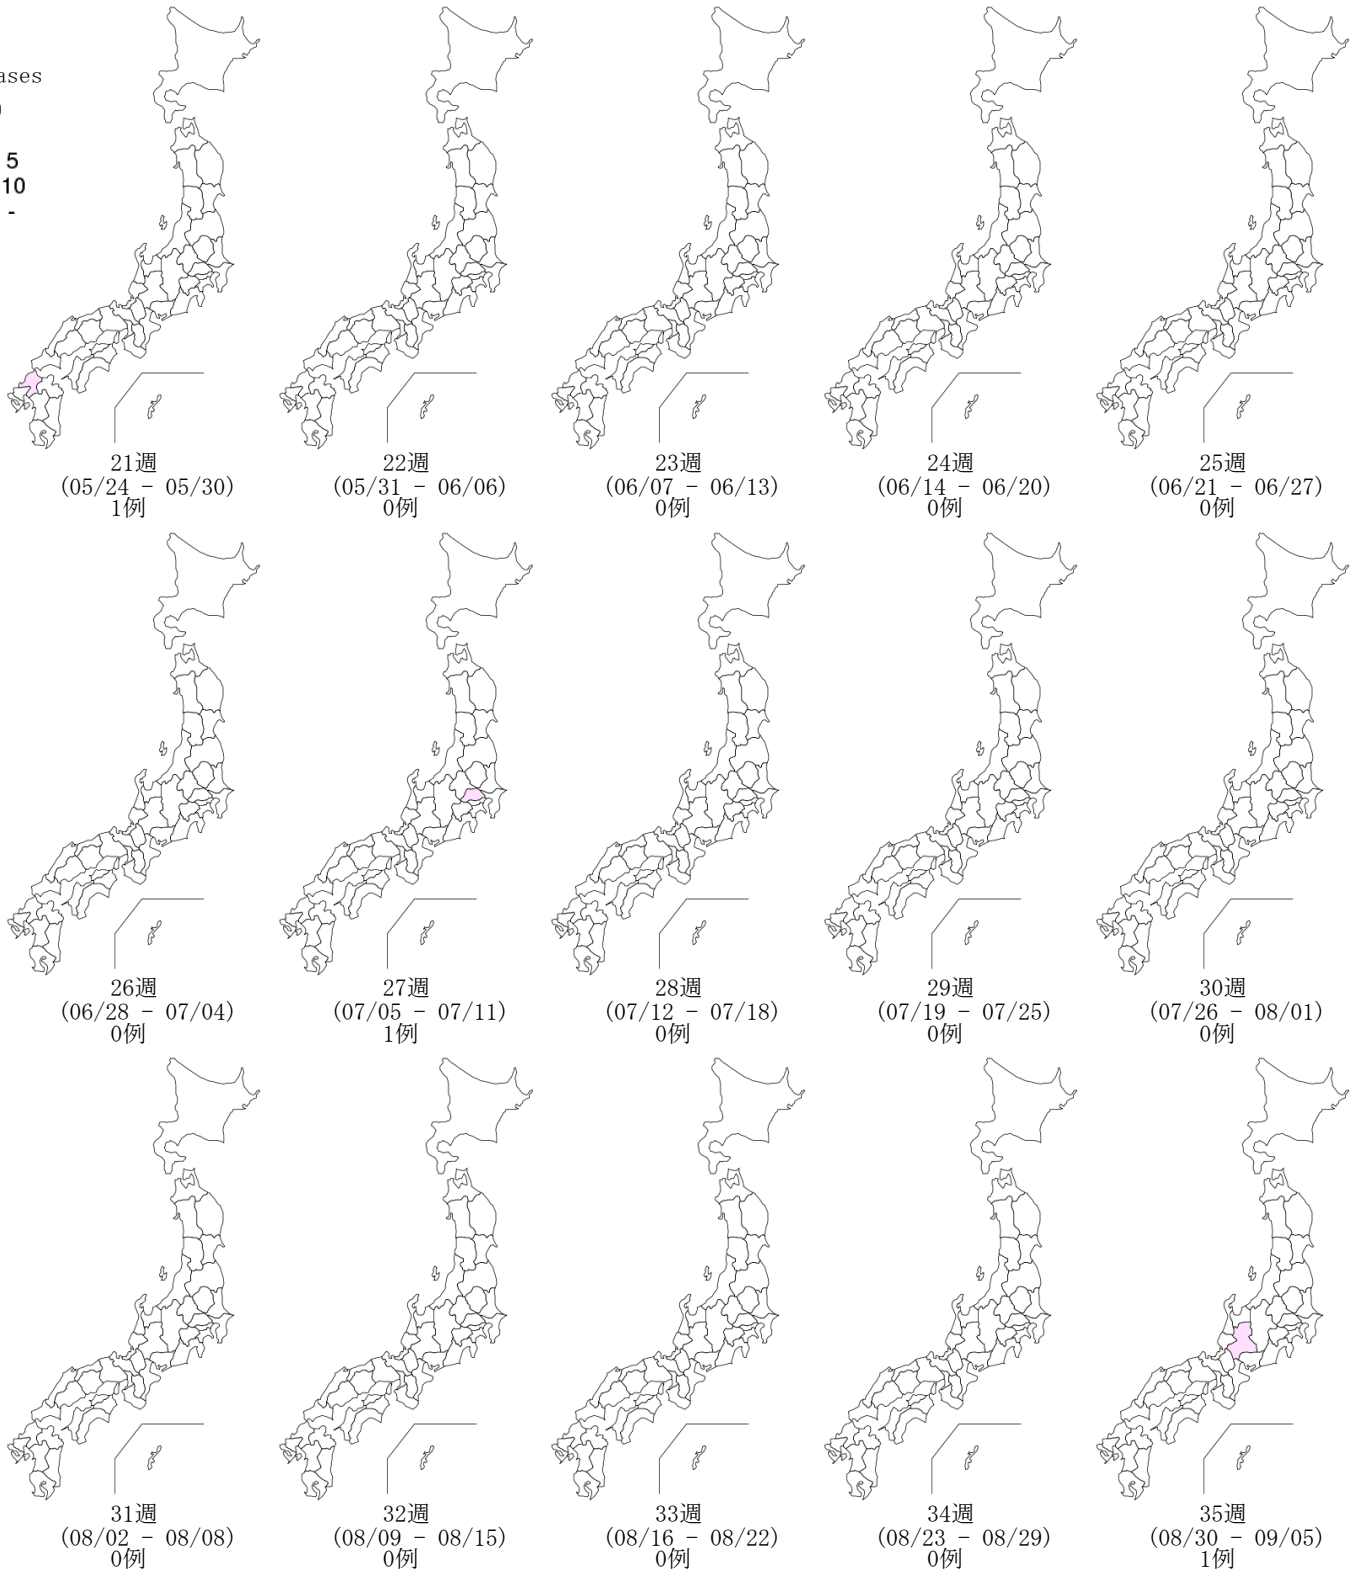 ases
5
10
-
21週
(05/24 - 05/30)
1例
22週
(05/31 - 06/06)
0例
23週
(06/07 - 06/13)
0例
24週
(06/14 - 06/20)
0例
25週
(06/21 - 06/27)
0例
26週
(06/28 - 07/04)
0例
27週
(07/05 - 07/11)
1例
28週
(07/12 - 07/18)
0例
29週
(07/19 - 07/25)
0例
30週
(07/26 - 08/01)
0例
31週
(08/02 - 08/08)
0例
32週
(08/09 - 08/15)
0例
33週
(08/16 - 08/22)
0例
34週
(08/23 - 08/29)
0例
35週
(08/30 - 09/05)
1例